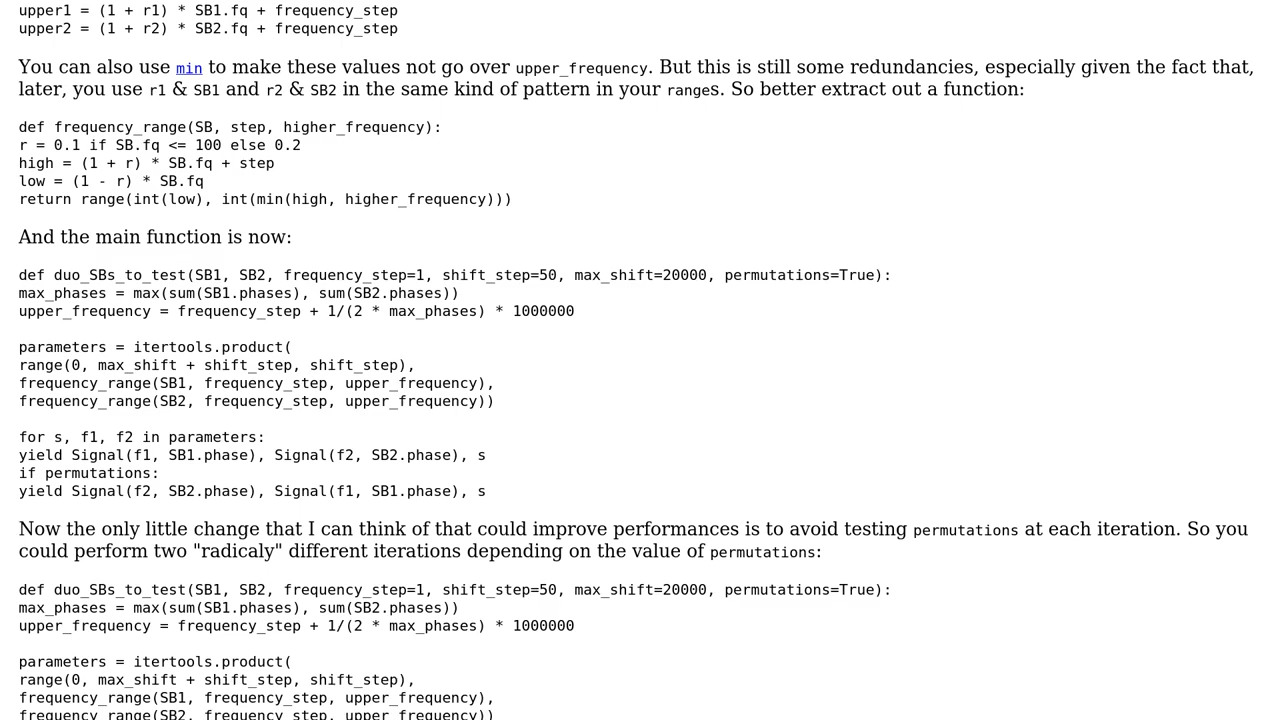 upper1 = (1 + r1) * SB1.fq + frequency_step
upper2 = (1 + r2) * SB2.fq + frequency_step
You can also use min to make these values not go over upper_frequency. But this is still some redundancies, especially given the fact that,
later, you use r1 & SB1 and r2 & SB2 in the same kind of pattern in your ranges. So better extract out a function:
def frequency_range(SB, step, higher_frequency):
r = 0.1 if SB.fq <= 100 else 0.2
high = (1 + r) * SB.fq + step
low = (1 - r) * SB.fq
return range(int(low), int(min(high, higher_frequency)))
And the main function is now:
def duo_SBs_to_test(SB1, SB2, frequency_step=1, shift_step=50, max_shift=20000, permutations=True):
max_phases = max(sum(SB1.phases), sum(SB2.phases))
upper_frequency = frequency_step + 1/(2 * max_phases) * 1000000
parameters = itertools.product(
range(0, max_shift + shift_step, shift_step),
frequency_range(SB1, frequency_step, upper_frequency),
frequency_range(SB2, frequency_step, upper_frequency))
for s, f1, f2 in parameters:
yield Signal(f1, SB1.phase), Signal(f2, SB2.phase), s
if permutations:
yield Signal(f2, SB2.phase), Signal(f1, SB1.phase), s
Now the only little change that I can think of that could improve performances is to avoid testing permutations at each iteration. So you
could perform two "radicaly" different iterations depending on the value of permutations:
def duo_SBs_to_test(SB1, SB2, frequency_step=1, shift_step=50, max_shift=20000, permutations=True):
max_phases = max(sum(SB1.phases), sum(SB2.phases))
upper_frequency = frequency_step + 1/(2 * max_phases) * 1000000
parameters = itertools.product(
range(0, max_shift + shift_step, shift_step),
frequency_range(SB1, frequency_step, upper_frequency),
frequency_range(SB2, frequency_step, upper_frequency))